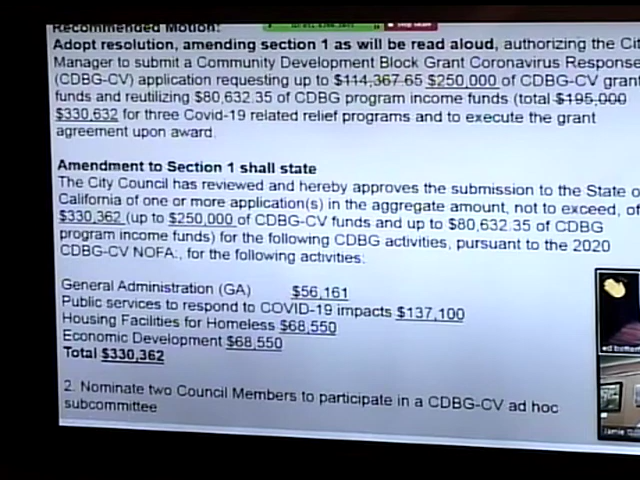 Recommended Motion:
Adopt resolution, amending section 1 as will be read aloud, authorizing the Cit
Manager to submit a Community Development Block Grant Coronavirus Response
(CDBG-CV) application requesting up to $114,367.65 $250,000 of CDBG-CV grant
funds and reutilizing $80,632.35 of CDBG program income funds (total $195,000
$330,632 for three Covid-19 related relief programs and to execute the grant
agreement upon award.
Amendment to Section 1 shall state
The City Council has reviewed and hereby approves the submission to the State o
California of one or more application(s) in the aggregate amount, not to exceed, of
$330,362 (up to $250,000 of CDBG-CV funds and up to $80,632.35 of CDBG
program income funds) for the following CDBG activities, pursuant to the 2020
CDBG-CV NOFA:, for the following activities:
General Administration (GA) $56,161
Public services to respond to COVID-19 impacts $137,100
Housing Facilities for Homeless $68,550
Economic Development $68,550
Total $330,362
2. Nominate two Council Members to participate in a CDBG-CV ad hoc
subcommittee
Jamie